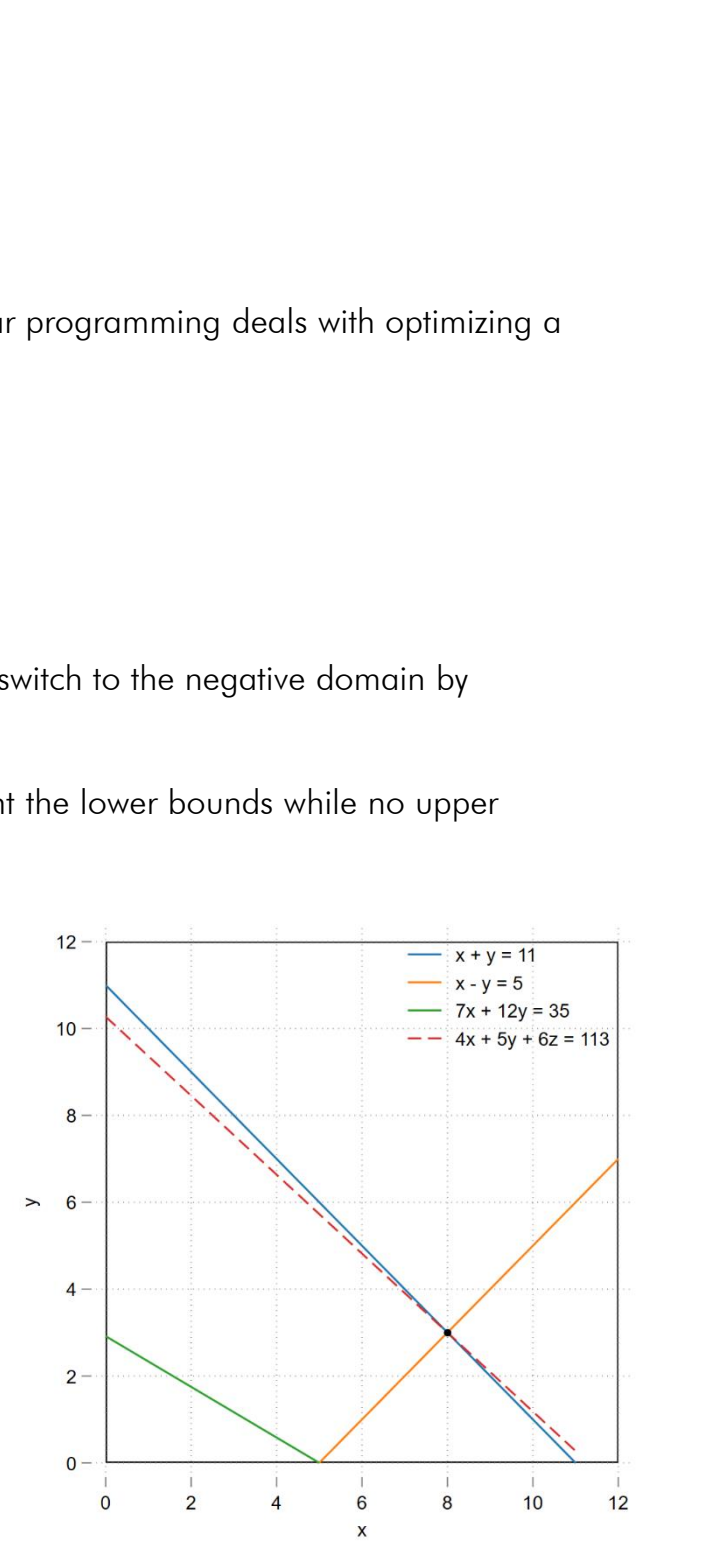 programming deals with optimizing a
switch to the negative domain by
the lower bounds while no upper
12
10
8
6
4
2
0
y
x + y = 11
x - y = 5
7x + 12y = 35
4x + 5y + 6z = 113
0 2 4 6 8 10 12
x